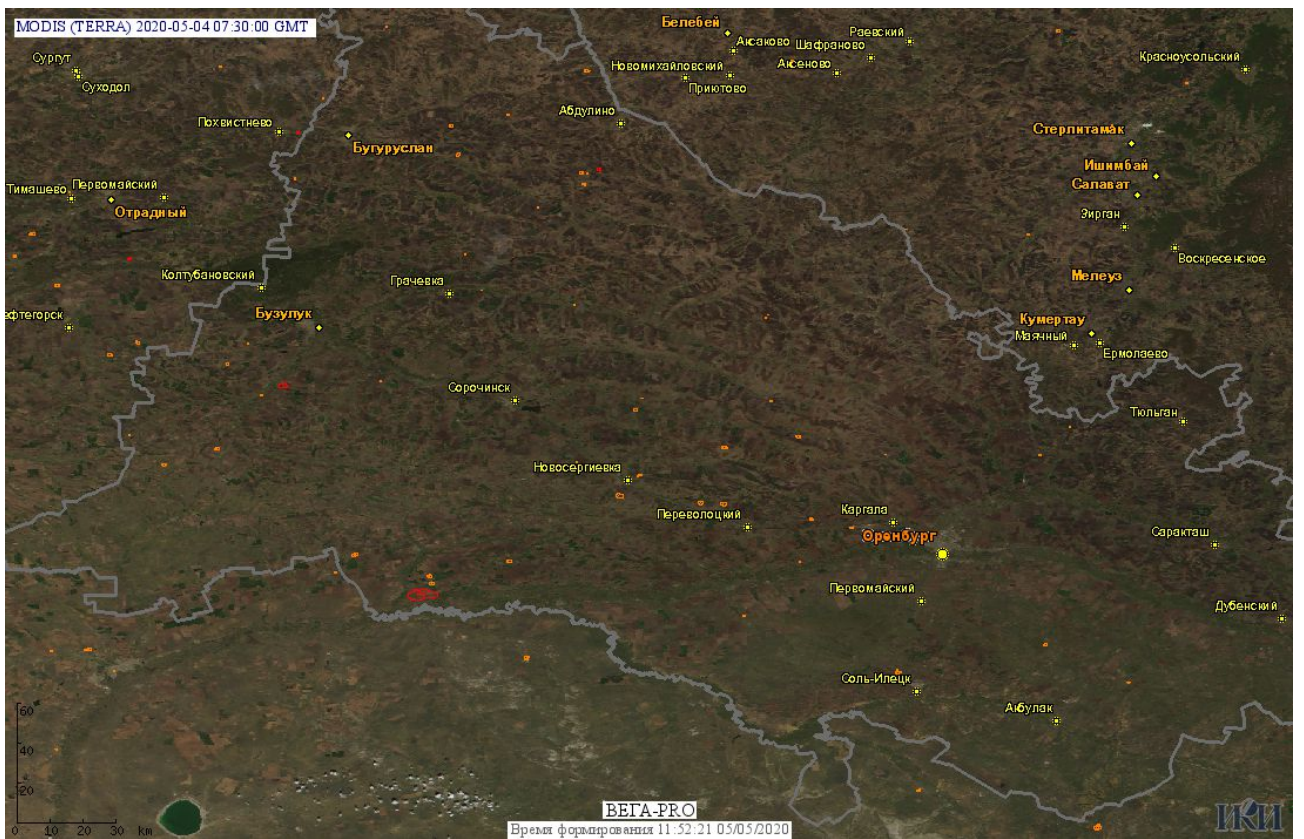 MODIS (TERRA) 2020-05-04 07:30:00 GMT
Белебей
Раевский
Аксаково
Шафраново
Сургут
Новомихайловский
Аксеново
Красноусольский
Суходол
Приютово
Абдулино
Похвистнево
Стерлитамак
Бугуруслан
Ишимбай
Тимашево
Первомайский
Салават
Отрадный
Зирган
Воскресенское
Колтубановский
Грачевка
Мелеуз
ефтегорск
Бузулук
Кумертау
Маячный
Ермолаево
Сорочинск
Тюльган
Новосергиевка
Переволоцкий
Каргала
Оренбург
Саракташ
Первомайский
Дубенский
Соль-Илецк
Акбулак
60
40
20
0 10 20 30 км
ВЕГА-PRO
Время формирования 11:52:21 05/05/2020
ИКИ